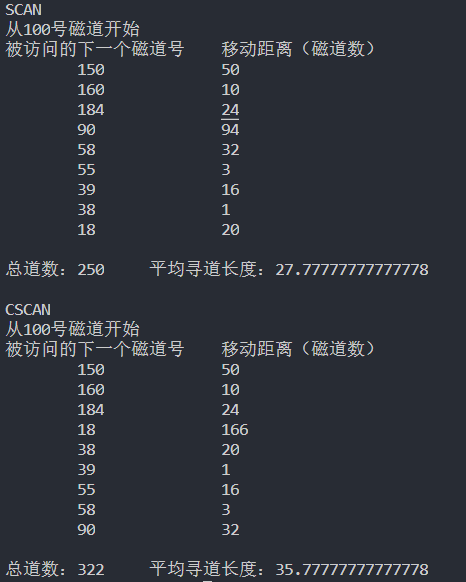 SCAN
从100号磁道开始
被访问的下一个磁道号 移动距离（磁道数）
150 50
160 10
184 24
90 94
58 32
55 3
39 16
38 1
18 20
总道数：250 平均寻道长度：27.77777777777778
CSCAN
从100号磁道开始
被访问的下一个磁道号 移动距离（磁道数）
150 50
160 10
184 24
18 166
38 20
39 1
55 16
58 3
90 32
总道数：322 平均寻道长度：35.77777777777778